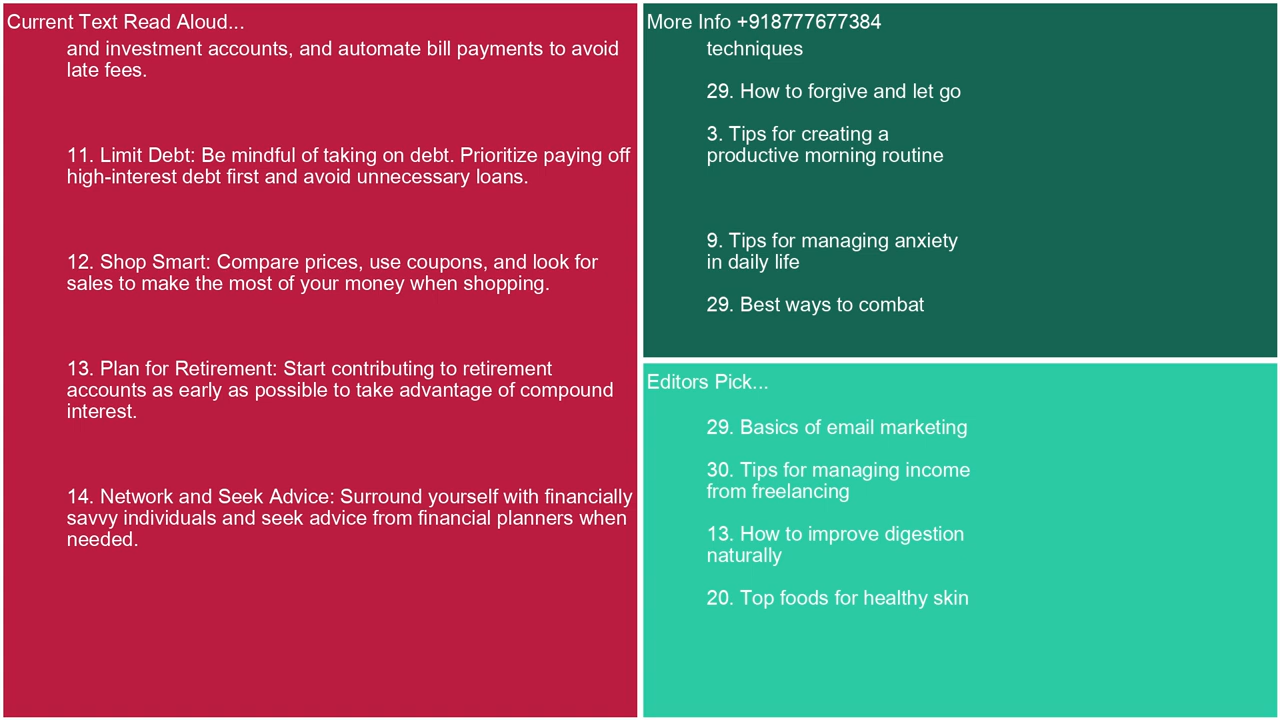 Current Text Read Aloud...
and investment accounts, and automate bill payments to avoid
late fees.
11. Limit Debt: Be mindful of taking on debt. Prioritize paying off
high-interest debt first and avoid unnecessary loans.
12. Shop Smart: Compare prices, use coupons, and look for
sales to make the most of your money when shopping.
13. Plan for Retirement: Start contributing to retirement
accounts as early as possible to take advantage of compound
interest.
14. Network and Seek Advice: Surround yourself with financially
savvy individuals and seek advice from financial planners when
needed.
More Info +918777677384
techniques
29. How to forgive and let go
3. Tips for creating a
productive morning routine
9. Tips for managing anxiety
in daily life
29. Best ways to combat
Editors Pick...
29. Basics of email marketing
30. Tips for managing income
from freelancing
13. How to improve digestion
naturally
20. Top foods for healthy skin